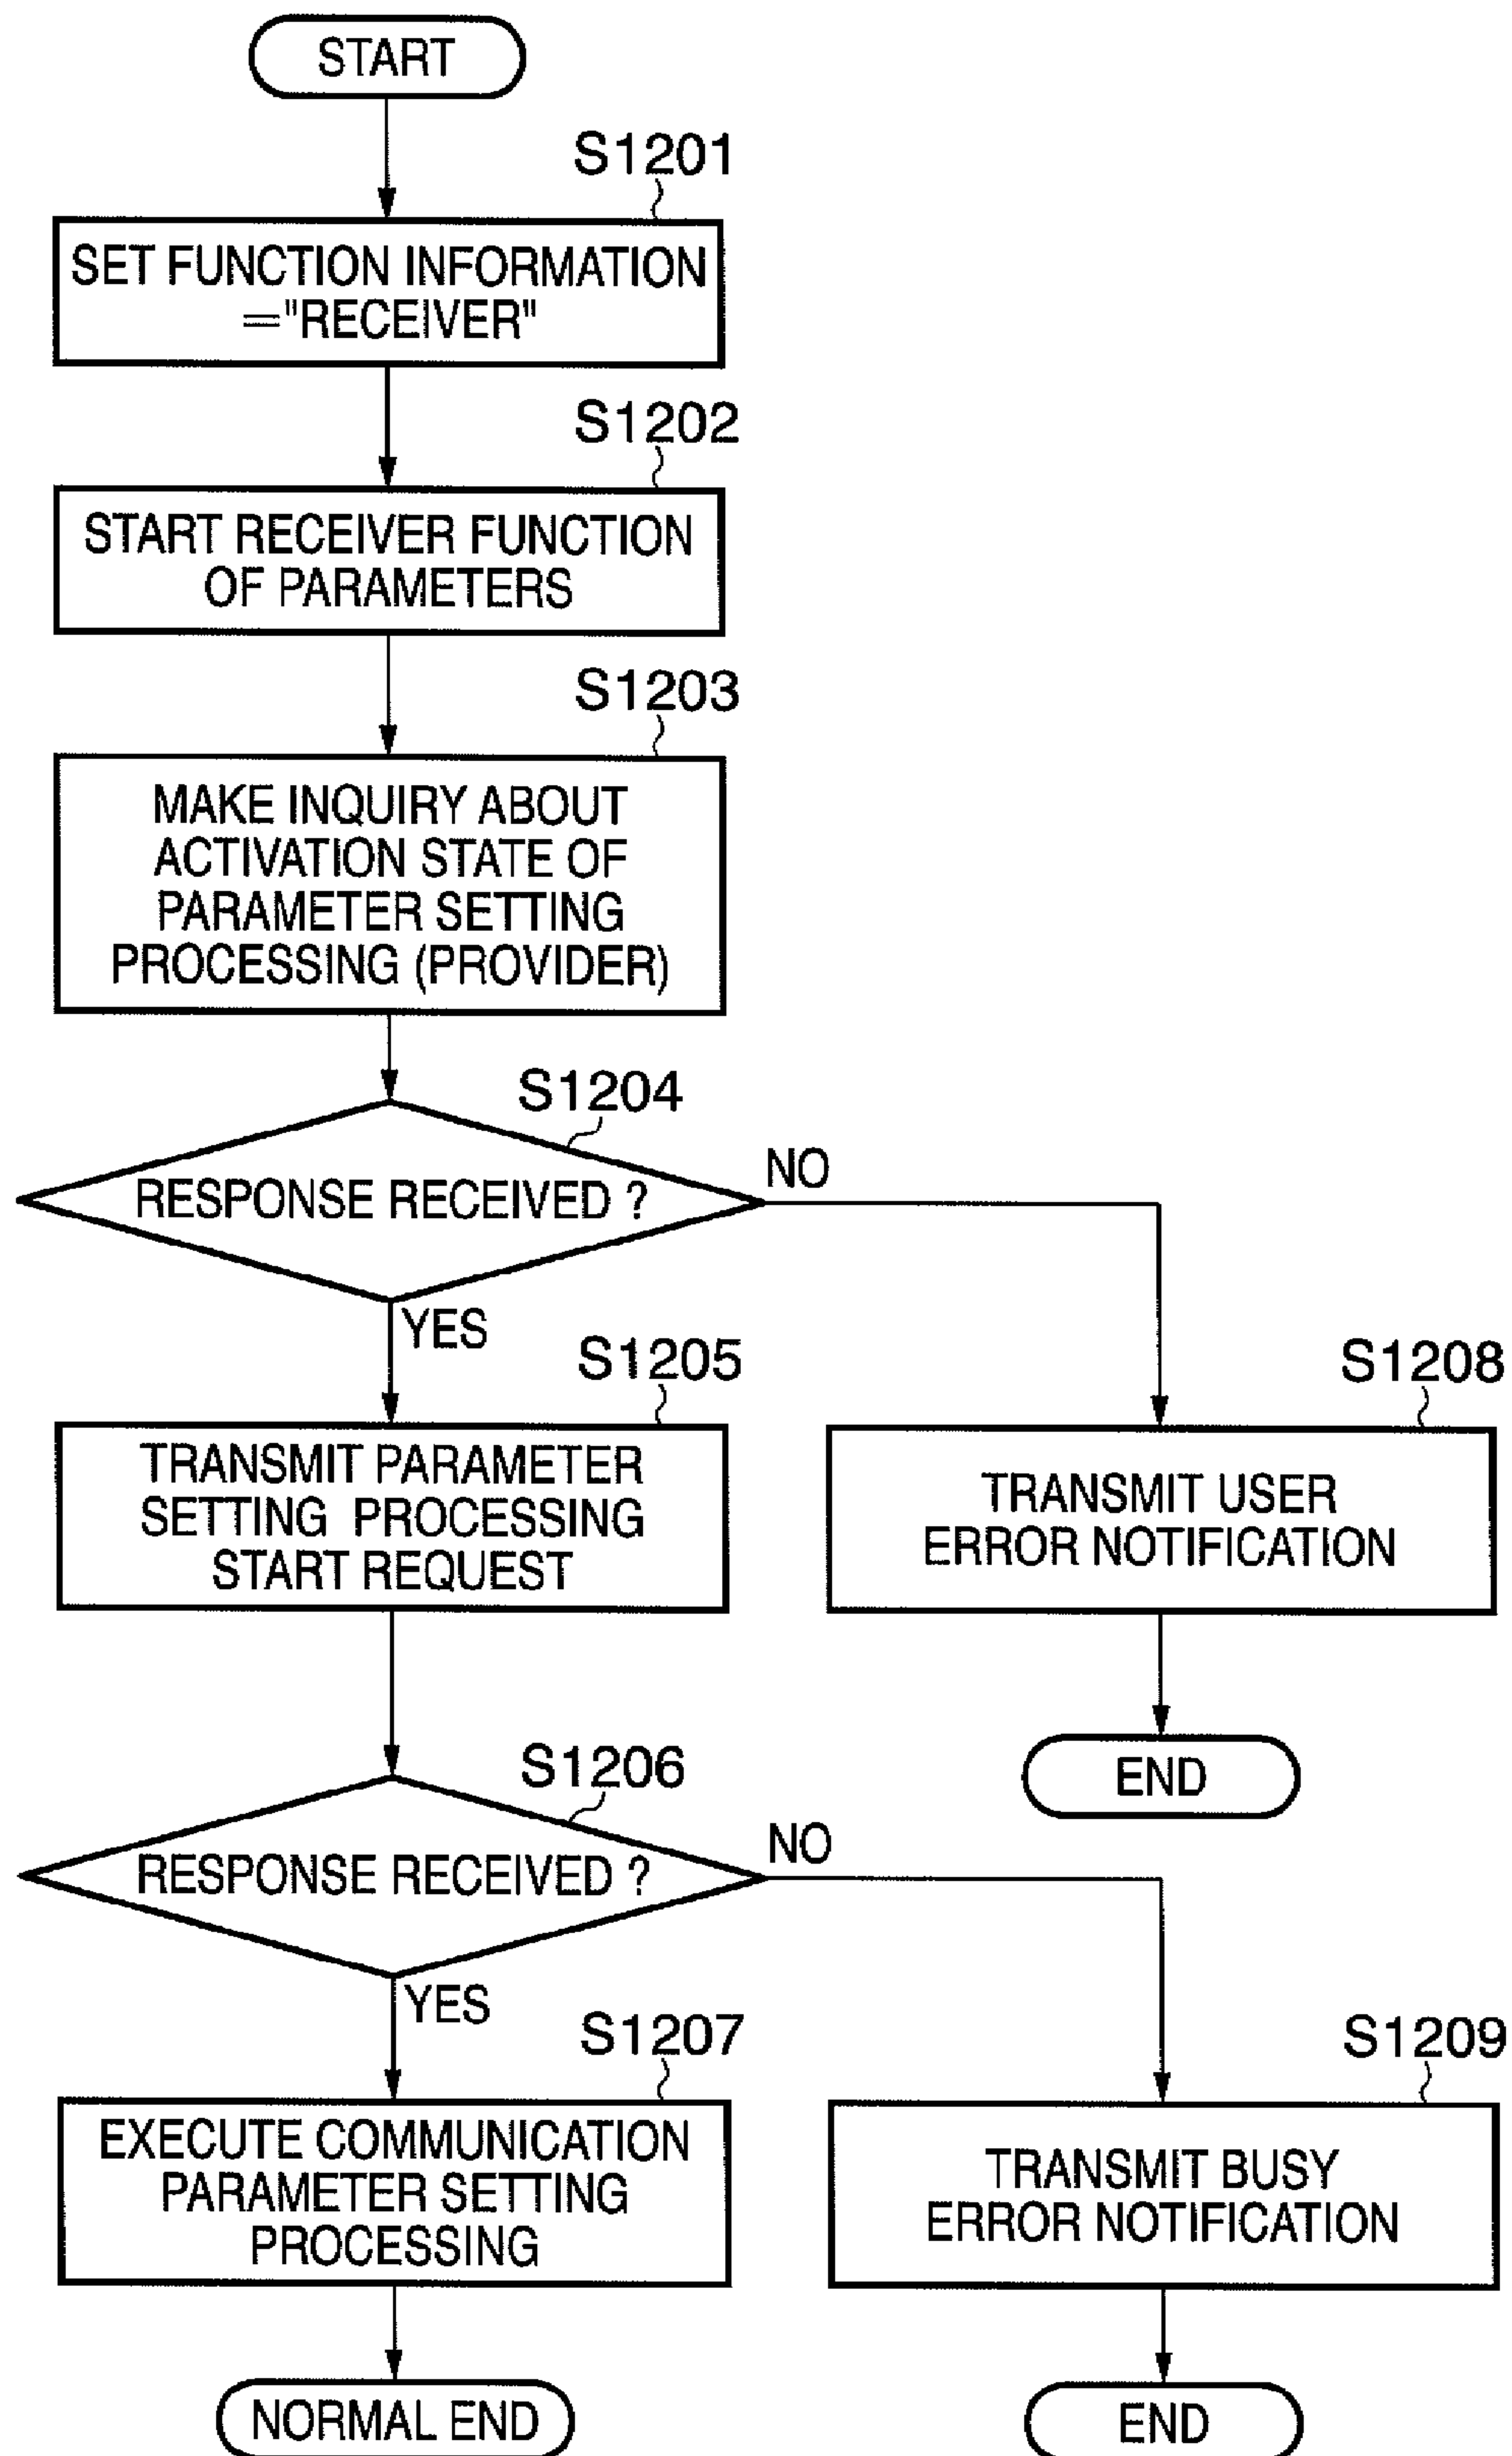 START
S1201
SET FUNCTION INFORMATION
="RECEIVER"
S1202
START RECEIVER FUNCTION
OF PARAMETERS
S1203
MAKE INQUIRY ABOUT
ACTIVATION STATE OF
PARAMETER SETTING
PROCESSING (PROVIDER)
S1204
RESPONSE RECEIVED ?
NO
YES
S1205
TRANSMIT PARAMETER
SETTING PROCESSING
START REQUEST
S1208
TRANSMIT USER
ERROR NOTIFICATION
END
S1206
RESPONSE RECEIVED ?
NO
YES
S1207
EXECUTE COMMUNICATION
PARAMETER SETTING
PROCESSING
NORMAL END
S1209
TRANSMIT BUSY
ERROR NOTIFICATION
END